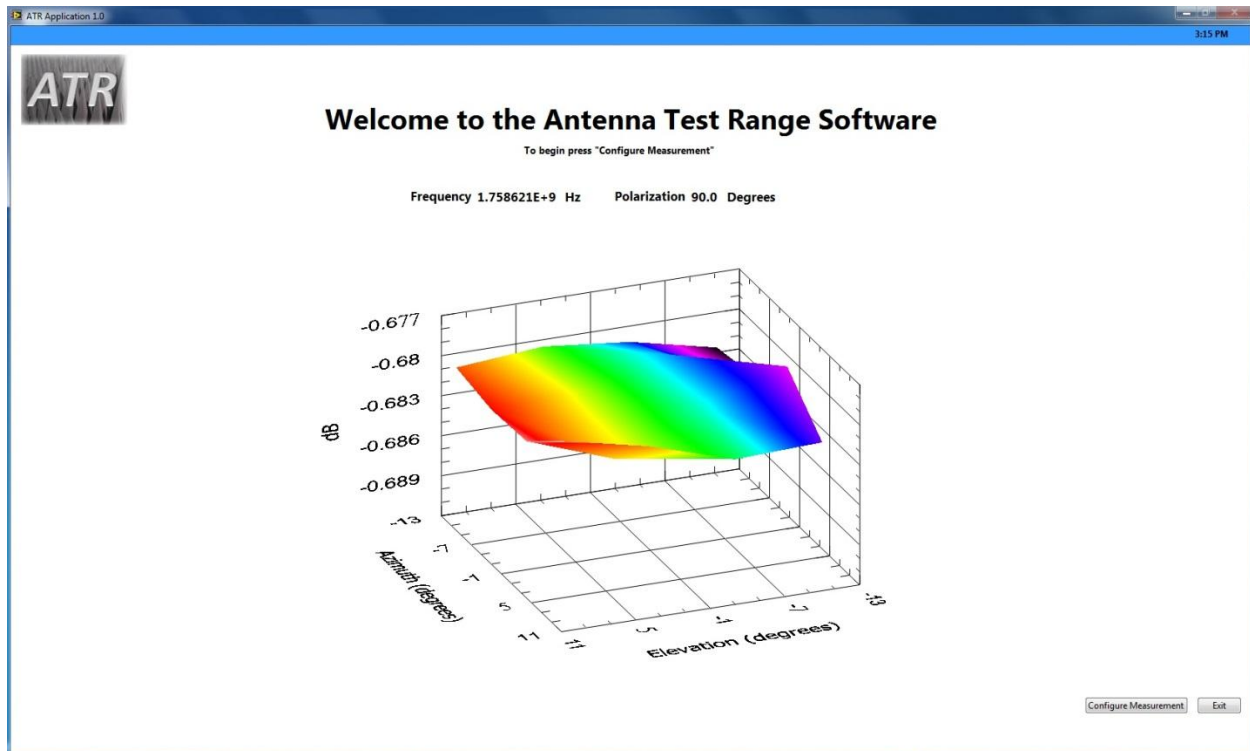 ATR Application 1.0
3:15 PM
ATR
Welcome to the Antenna Test Range Software
To begin press "Configure Measurement"
Frequency 1.758621E+9 Hz Polarization 90.0 Degrees
-0.677
-0.68
-0.683
-0.686
-0.689
dB
-13
-7
-1
5
11
Azimuth (degrees)
11
5
-1
-7
-13
Elevation (degrees)
Configure Measurement Exit